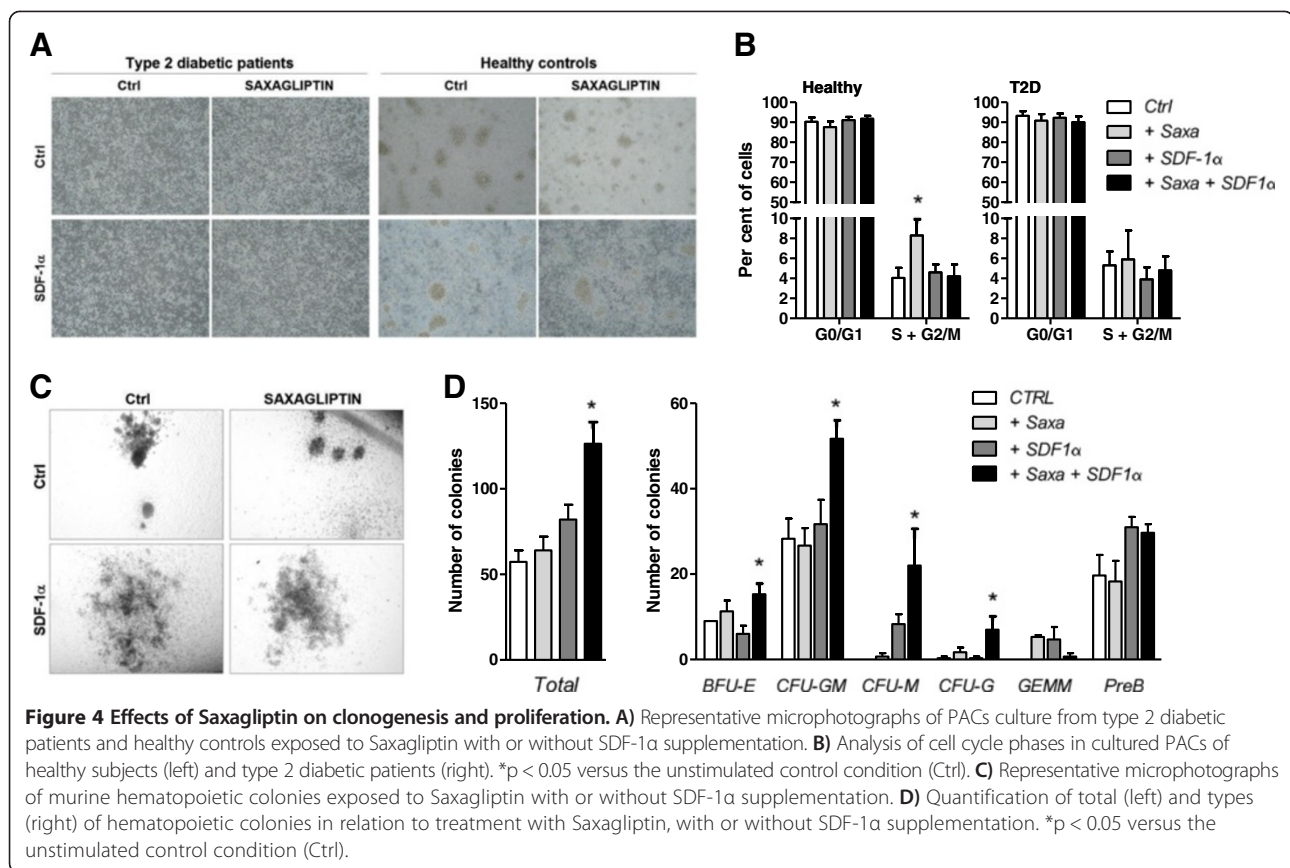 A
Type 2 diabetic patients
Healthy controls
Ctrl
SAXAGLIPTIN
Ctrl
SAXAGLIPTIN
Ctrl
SDF-1α
B
Healthy
T2D
Per cent of cells
100
90
80
70
60
50
10
8
6
4
2
0
*
G0/G1
S + G2/M
100
90
80
70
60
50
10
8
6
4
2
0
G0/G1
S + G2/M
Ctrl
+ Saxa
+ SDF-1α
+ Saxa + SDF1α
C
Ctrl
SAXAGLIPTIN
Ctrl
SDF-1α
D
Number of colonies
150
100
50
0
*
Total
Number of colonies
60
40
20
0
*
*
*
*
BFU-E
CFU-GM
CFU-M
CFU-G
GEMM
PreB
CTRL
+ Saxa
+ SDF1α
+ Saxa + SDF1α
Figure 4 Effects of Saxagliptin on clonogenesis and proliferation. A) Representative microphotographs of PACs culture from type 2 diabetic
patients and healthy controls exposed to Saxagliptin with or without SDF-1α supplementation. B) Analysis of cell cycle phases in cultured PACs of
healthy subjects (left) and type 2 diabetic patients (right). *p < 0.05 versus the unstimulated control condition (Ctrl). C) Representative microphotographs
of murine hematopoietic colonies exposed to Saxagliptin with or without SDF-1α supplementation. D) Quantification of total (left) and types
(right) of hematopoietic colonies in relation to treatment with Saxagliptin, with or without SDF-1α supplementation. *p < 0.05 versus the
unstimulated control condition (Ctrl).